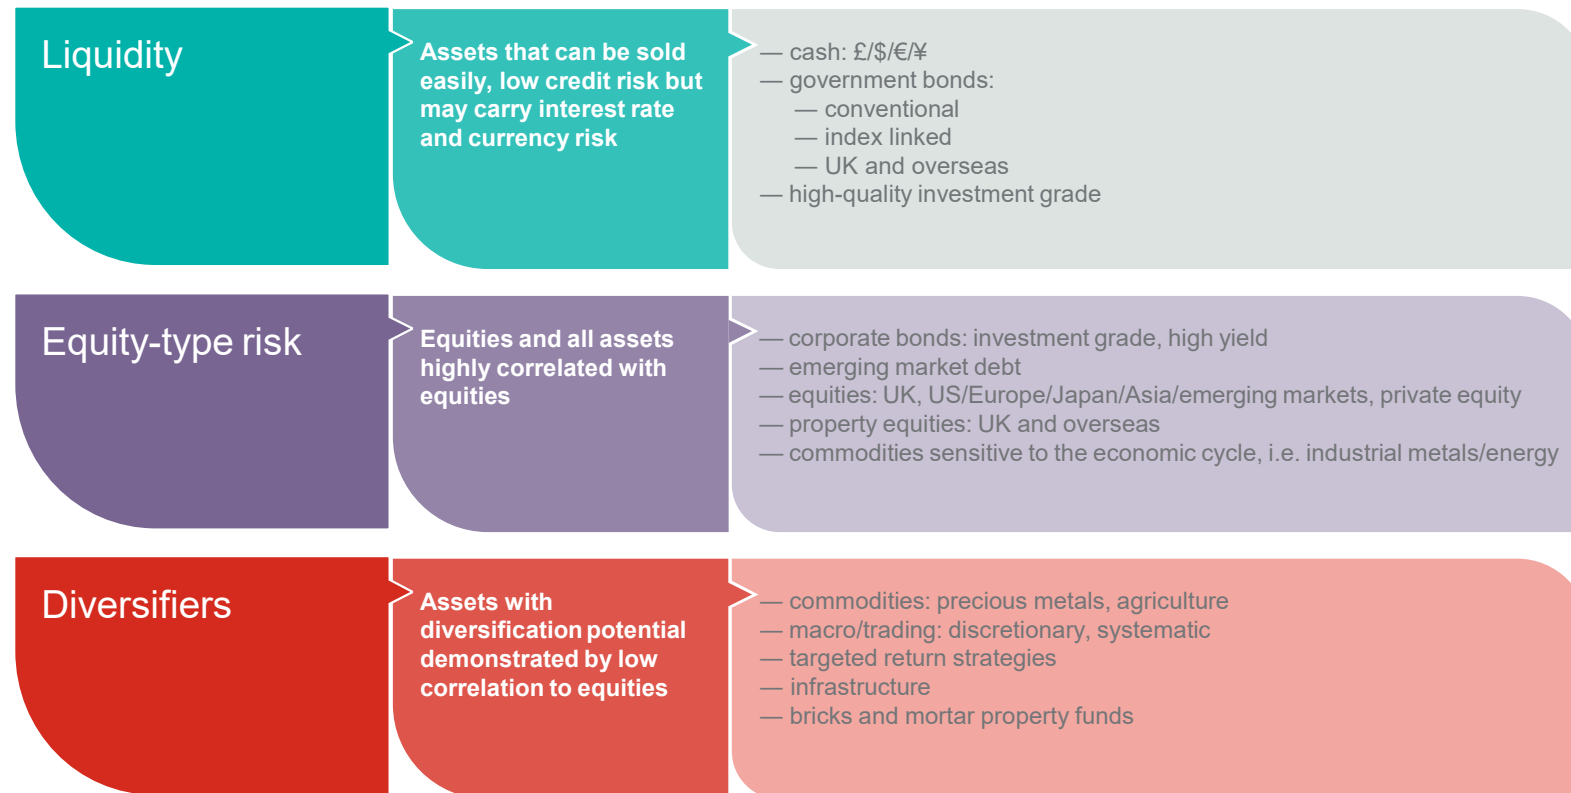 Liquidity
Assets that can be sold
easily, low credit risk but
may carry interest rate
and currency risk
— cash: £/$/€/¥
— government bonds:
— conventional
— index linked
— UK and overseas
— high-quality investment grade
Equity-type risk
Equities and all assets
highly correlated with
equities
— corporate bonds: investment grade, high yield
— emerging market debt
— equities: UK, US/Europe/Japan/Asia/emerging markets, private equity
— property equities: UK and overseas
— commodities sensitive to the economic cycle, i.e. industrial metals/energy
Diversifiers
Assets with
diversification potential
demonstrated by low
correlation to equities
— commodities: precious metals, agriculture
— macro/trading: discretionary, systematic
— targeted return strategies
— infrastructure
— bricks and mortar property funds